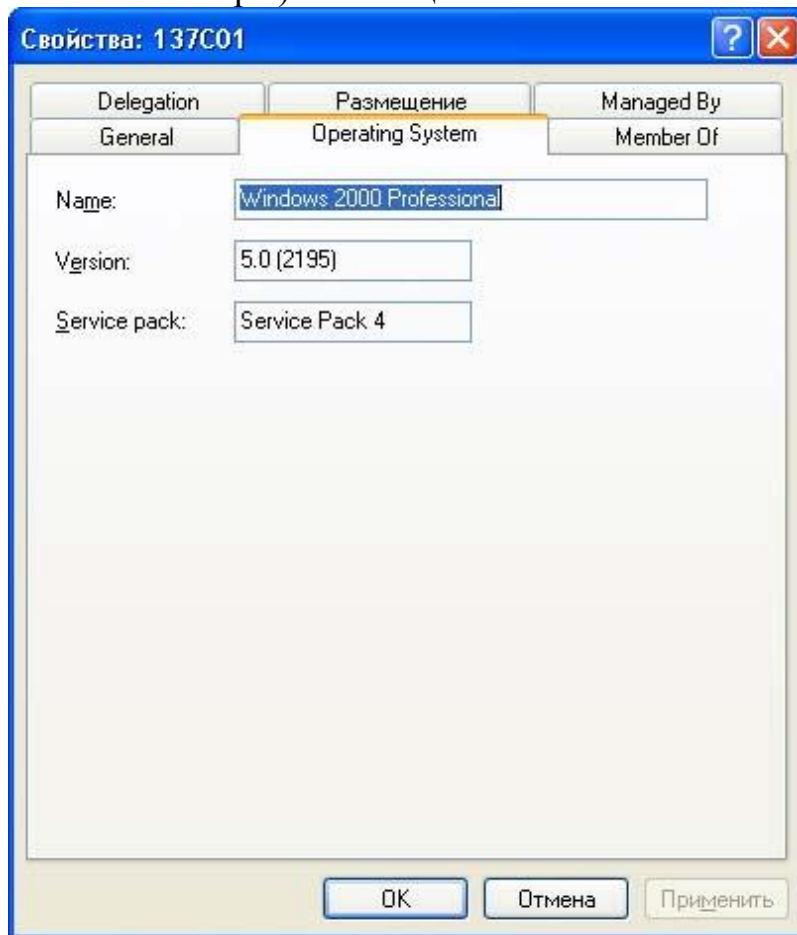 Свойства: 137C01
Delegation Размещение Managed By
General Operating System Member Of
Name: Windows 2000 Professional
Version: 5.0 (2195)
Service pack: Service Pack 4
OK Отмена Применить